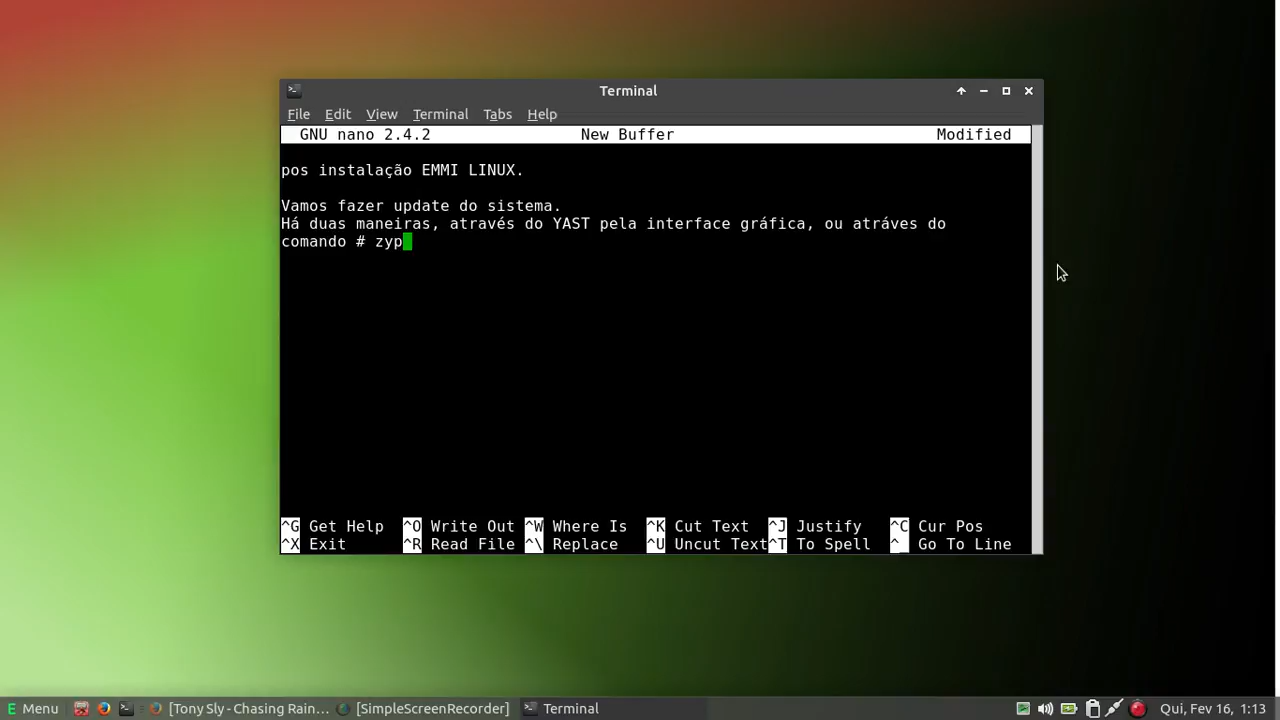 Terminal
File Edit View Terminal Tabs Help
GNU nano 2.4.2 New Buffer Modified
pos instalação EMMI LINUX.
Vamos fazer update do sistema.
Há duas maneiras, através do YAST pela interface gráfica, ou atráves do
comando # zyp
^G Get Help ^O Write Out ^W Where Is ^K Cut Text ^J Justify ^C Cur Pos
^X Exit ^R Read File ^\ Replace ^U Uncut Text ^T To Spell ^_ Go To Line
Menu [Tony Sly - Chasing Rain... [SimpleScreenRecorder] Terminal Qui, Fev 16, 1:13